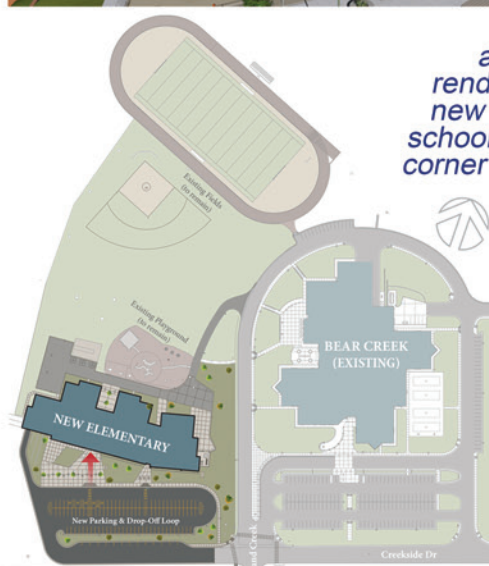 rend
new
school
corner
Existing Fields
(to remain)
Existing Playground
(to remain)
BEAR CREEK
(EXISTING)
NEW ELEMENTARY
New Parking & Drop-Off Loop
Creek
Creekside Dr